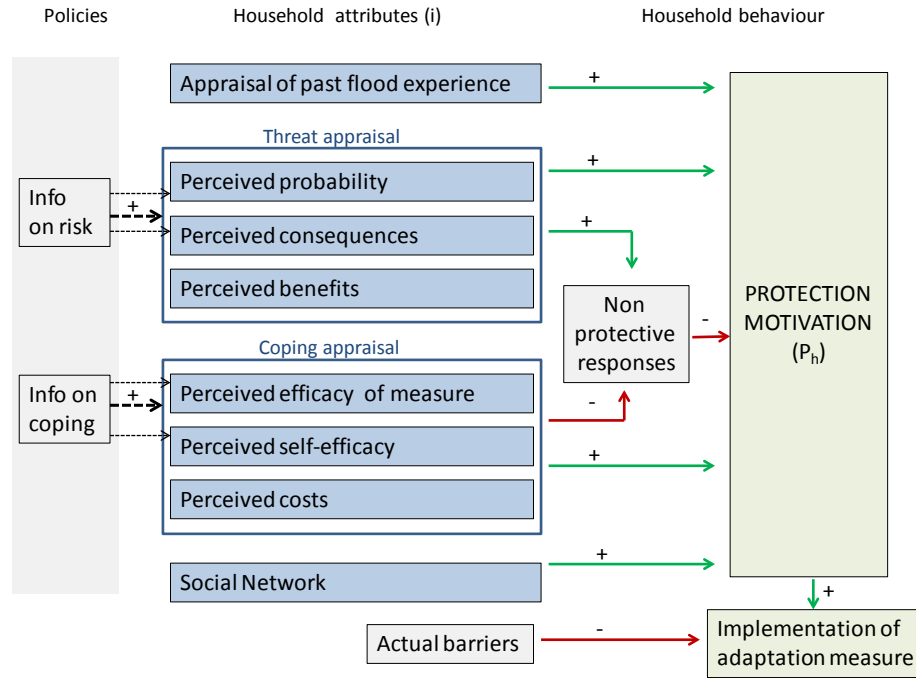 Policies
Household attributes (i)
Household behaviour
Appraisal of past flood experience
+
Threat appraisal
Perceived probability
+
Info
on risk
+
Perceived consequences
+
Perceived benefits
Non
protective
responses
-
PROTECTION
MOTIVATION
(Ph)
Coping appraisal
Info on
coping
+
Perceived efficacy of measure
-
Perceived self-efficacy
+
Perceived costs
Social Network
+
+
Actual barriers
-
Implementation of
adaptation measure